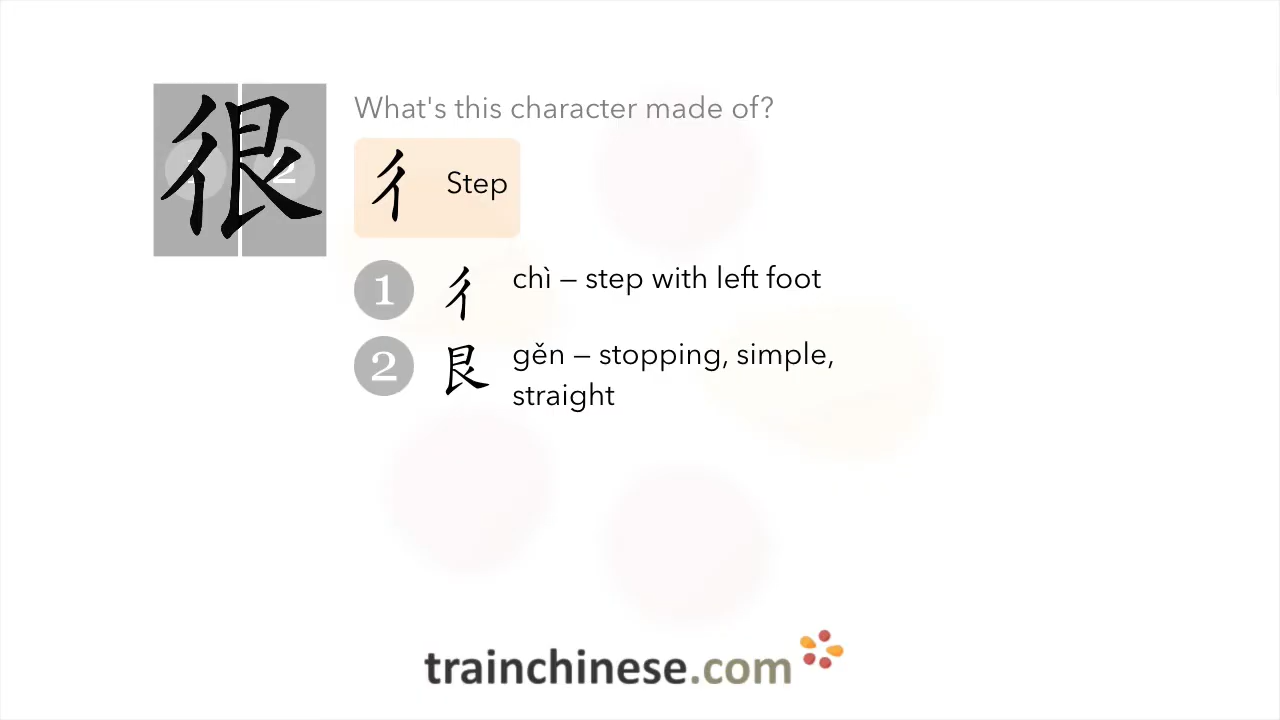 很
What's this character made of?
彳 Step
1 彳 chì – step with left foot
2 艮 gěn – stopping, simple,
straight
trainchinese.com